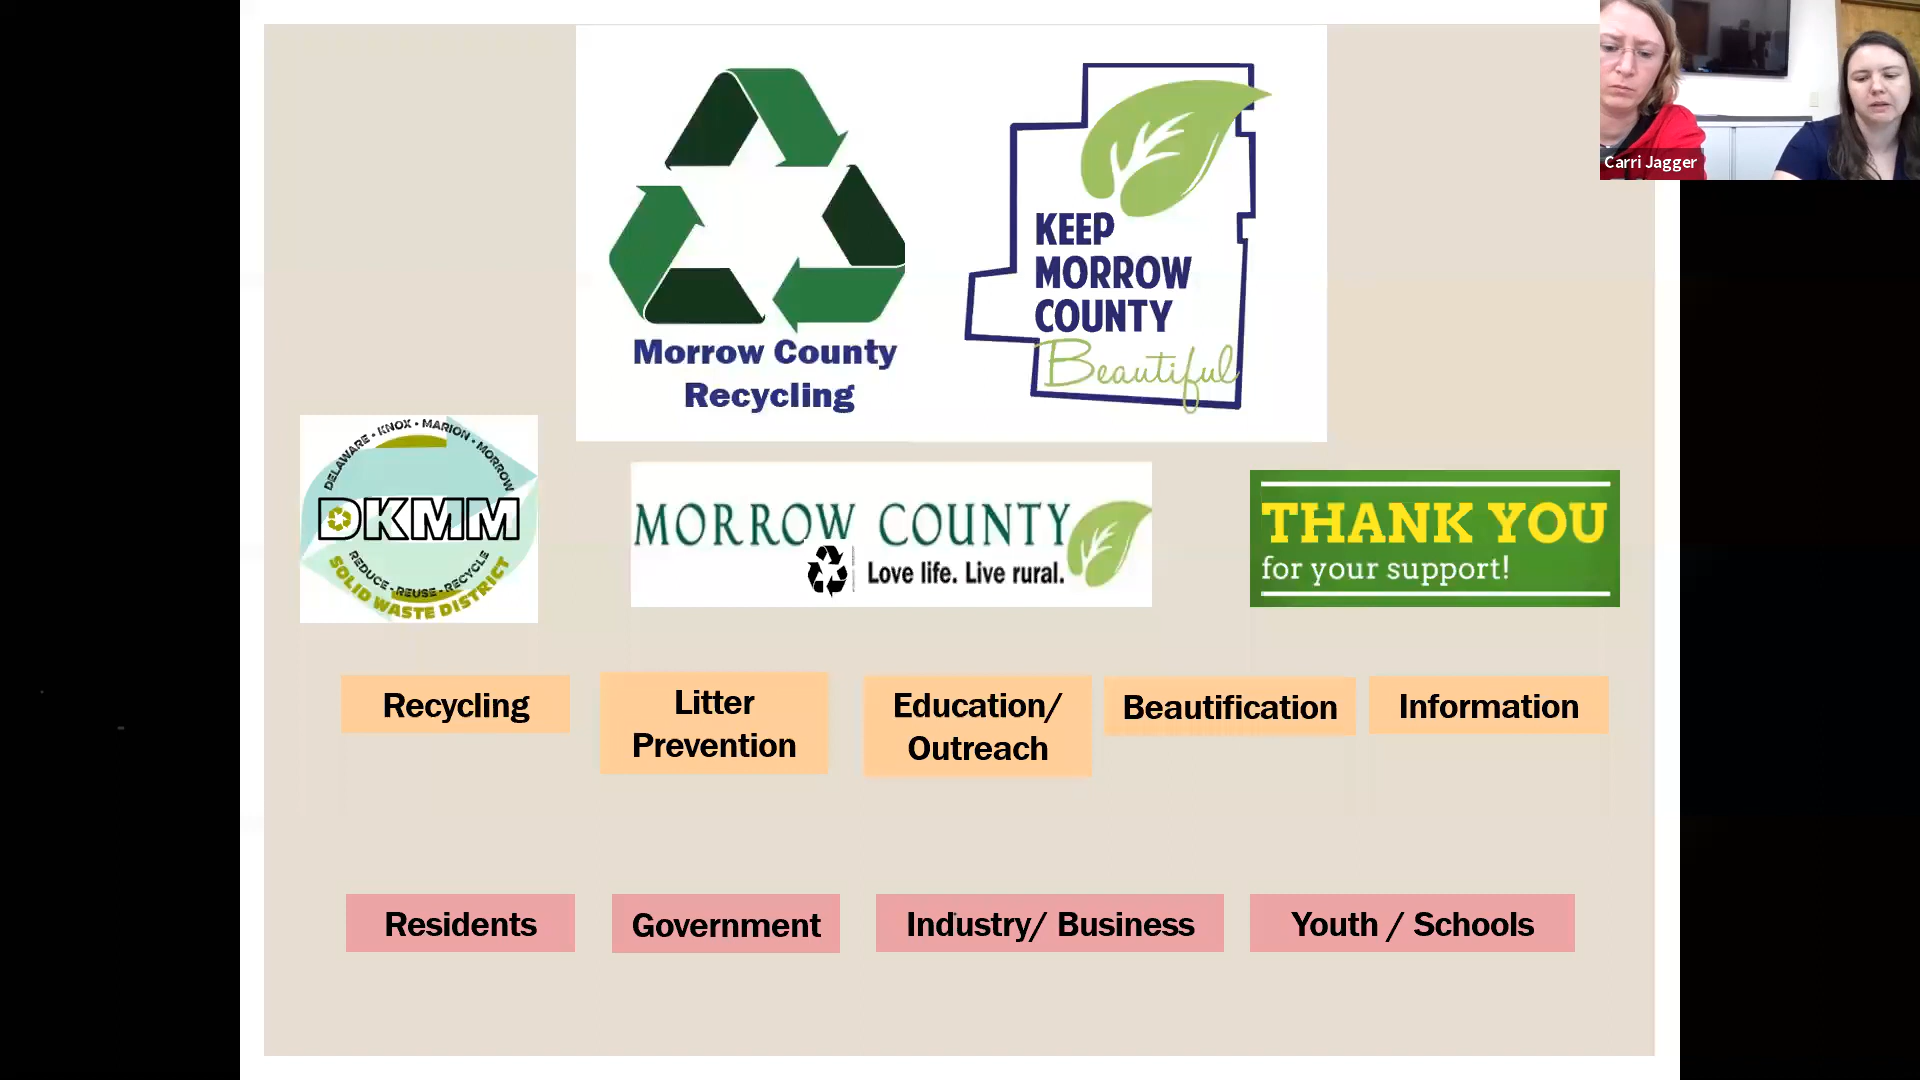 Carri Jagger
KEEP
MORROW
COUNTY
Beautiful
Morrow County
Recycling
DELAWARE • KNOX • MARION • MORROW
DKMM
REDUCE - REUSE - RECYCLE
SOLID WASTE DISTRICT
MORROW COUNTY
Love life. Live rural.
THANK YOU
for your support!
Recycling
Litter
Prevention
Education/
Outreach
Beautification
Information
Residents
Government
Industry/ Business
Youth / Schools